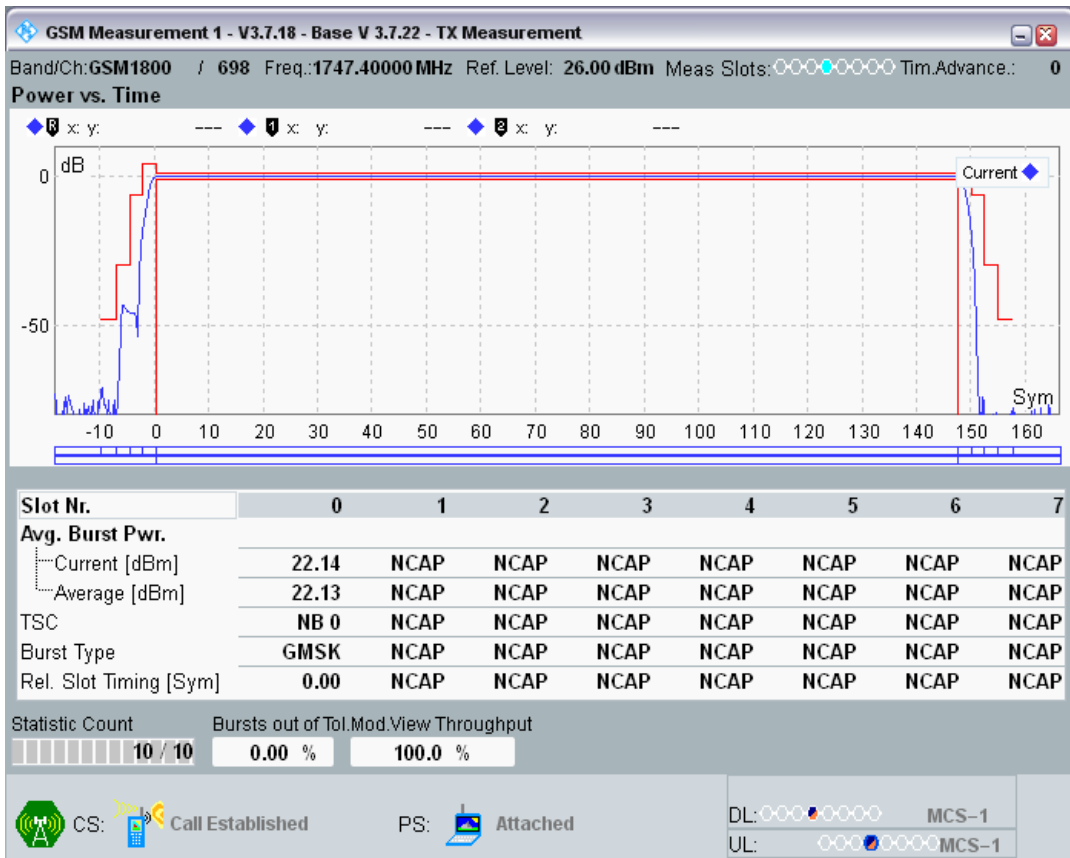 GSM Measurement 1 - V3.7.18 - Base V 3.7.22 - TX Measurement
Band/Ch:GSM1800 / 698 Freq.:1747.40000 MHz Ref. Level: 26.00 dBm Meas Slots: Tim.Advance.: 0
Power vs. Time
R x: y: --- 1 x: y: --- 2 x: y: ---
dB
Current
0
-50
Sym
-10 0 10 20 30 40 50 60 70 80 90 100 110 120 130 140 150 160
Slot Nr. 0 1 2 3 4 5 6 7
Avg. Burst Pwr.
Current [dBm] 22.14 NCAP NCAP NCAP NCAP NCAP NCAP NCAP
Average [dBm] 22.13 NCAP NCAP NCAP NCAP NCAP NCAP NCAP
TSC NB 0 NCAP NCAP NCAP NCAP NCAP NCAP NCAP
Burst Type GMSK NCAP NCAP NCAP NCAP NCAP NCAP NCAP
Rel. Slot Timing [Sym] 0.00 NCAP NCAP NCAP NCAP NCAP NCAP NCAP
Statistic Count Bursts out of Tol.Mod.View Throughput
10 / 10 0.00 % 100.0 %
CS: Call Established PS: Attached
DL: MCS-1
UL: MCS-1